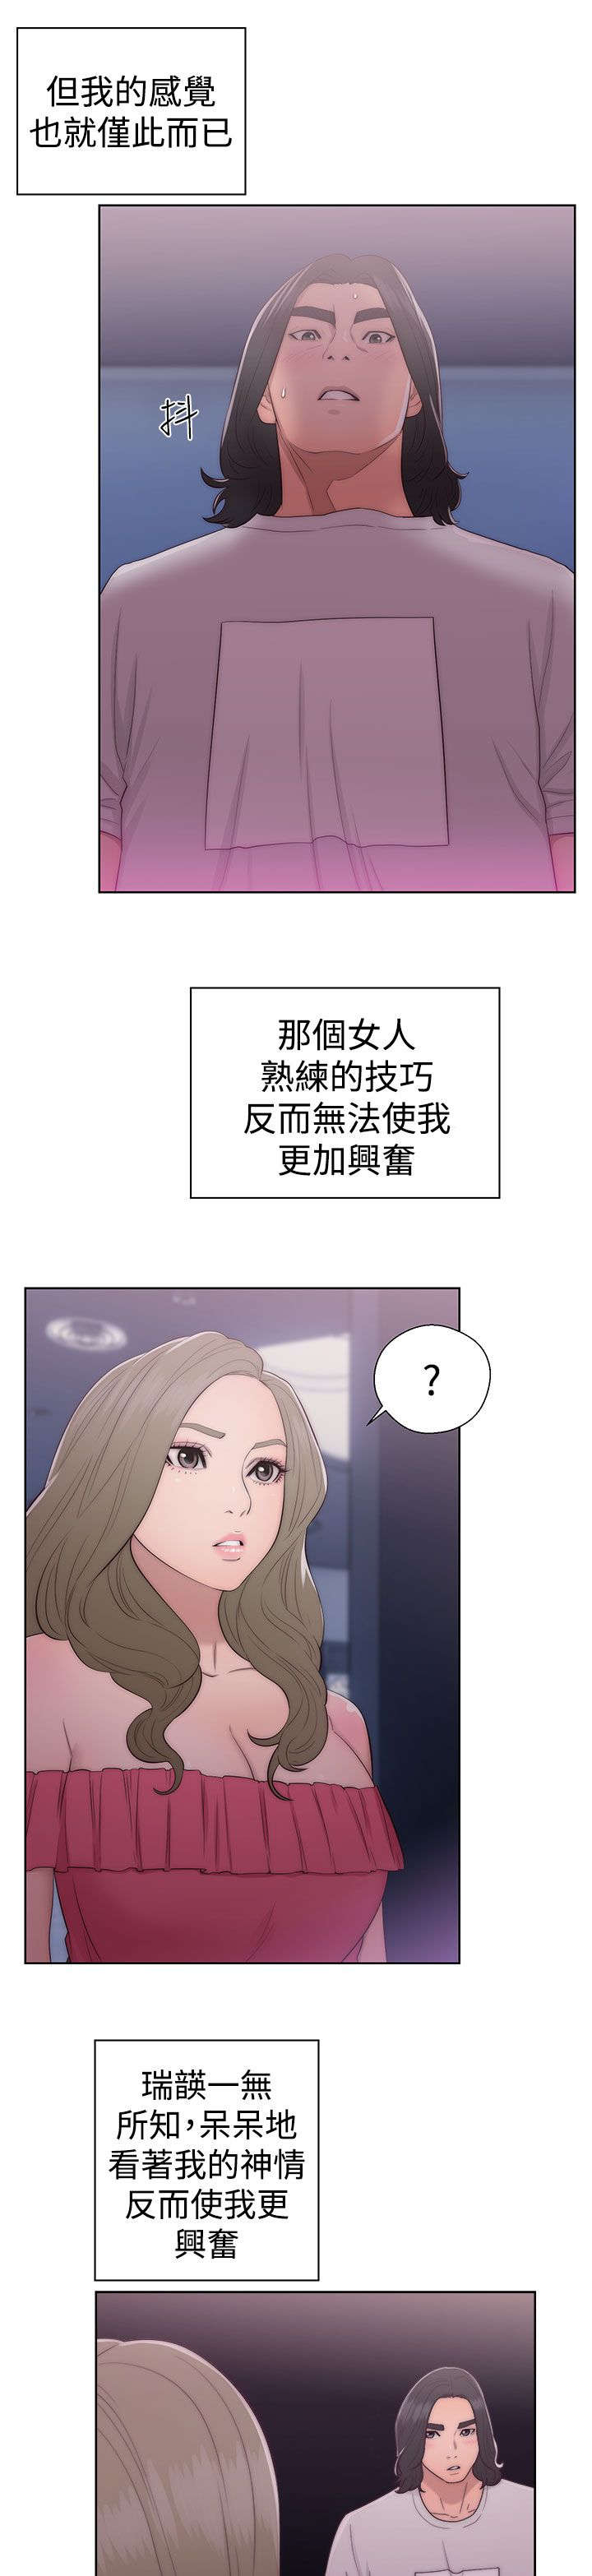 但我的感覺
也就僅此而已
抖
那個女人
熟練的技巧
反而無法使我
更加興奮
?
瑞韺一無
所知,呆呆地
看著我的神情
反而使我更
興奮